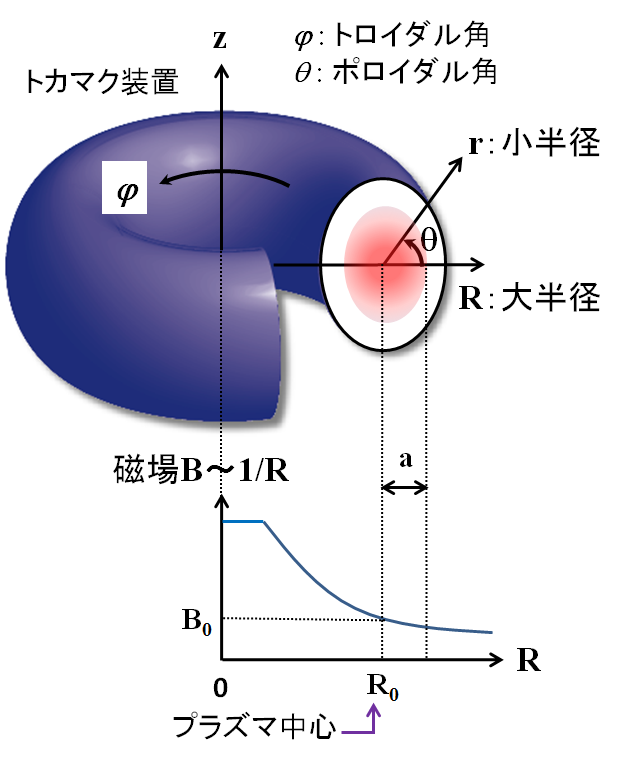 z
φ: トロイダル角
θ: ポロイダル角
トカマク装置
r: 小半径
φ
θ
R: 大半径
a
磁場B～1/R
B₀
R
0
R₀
プラズマ中心